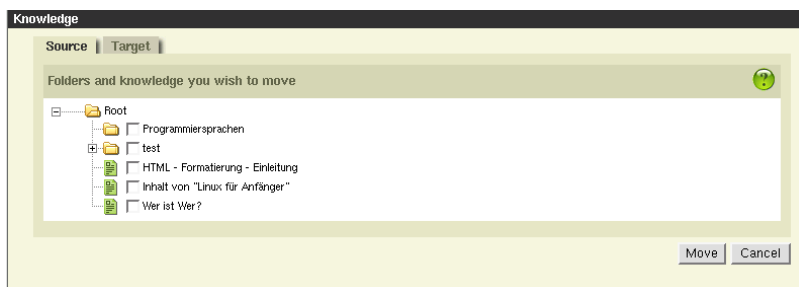 Knowledge
Source Target
Folders and knowledge you wish to move
?
Root
Programmiersprachen
test
HTML - Formatierung - Einleitung
Inhalt von "Linux für Anfänger"
Wer ist Wer?
Move Cancel